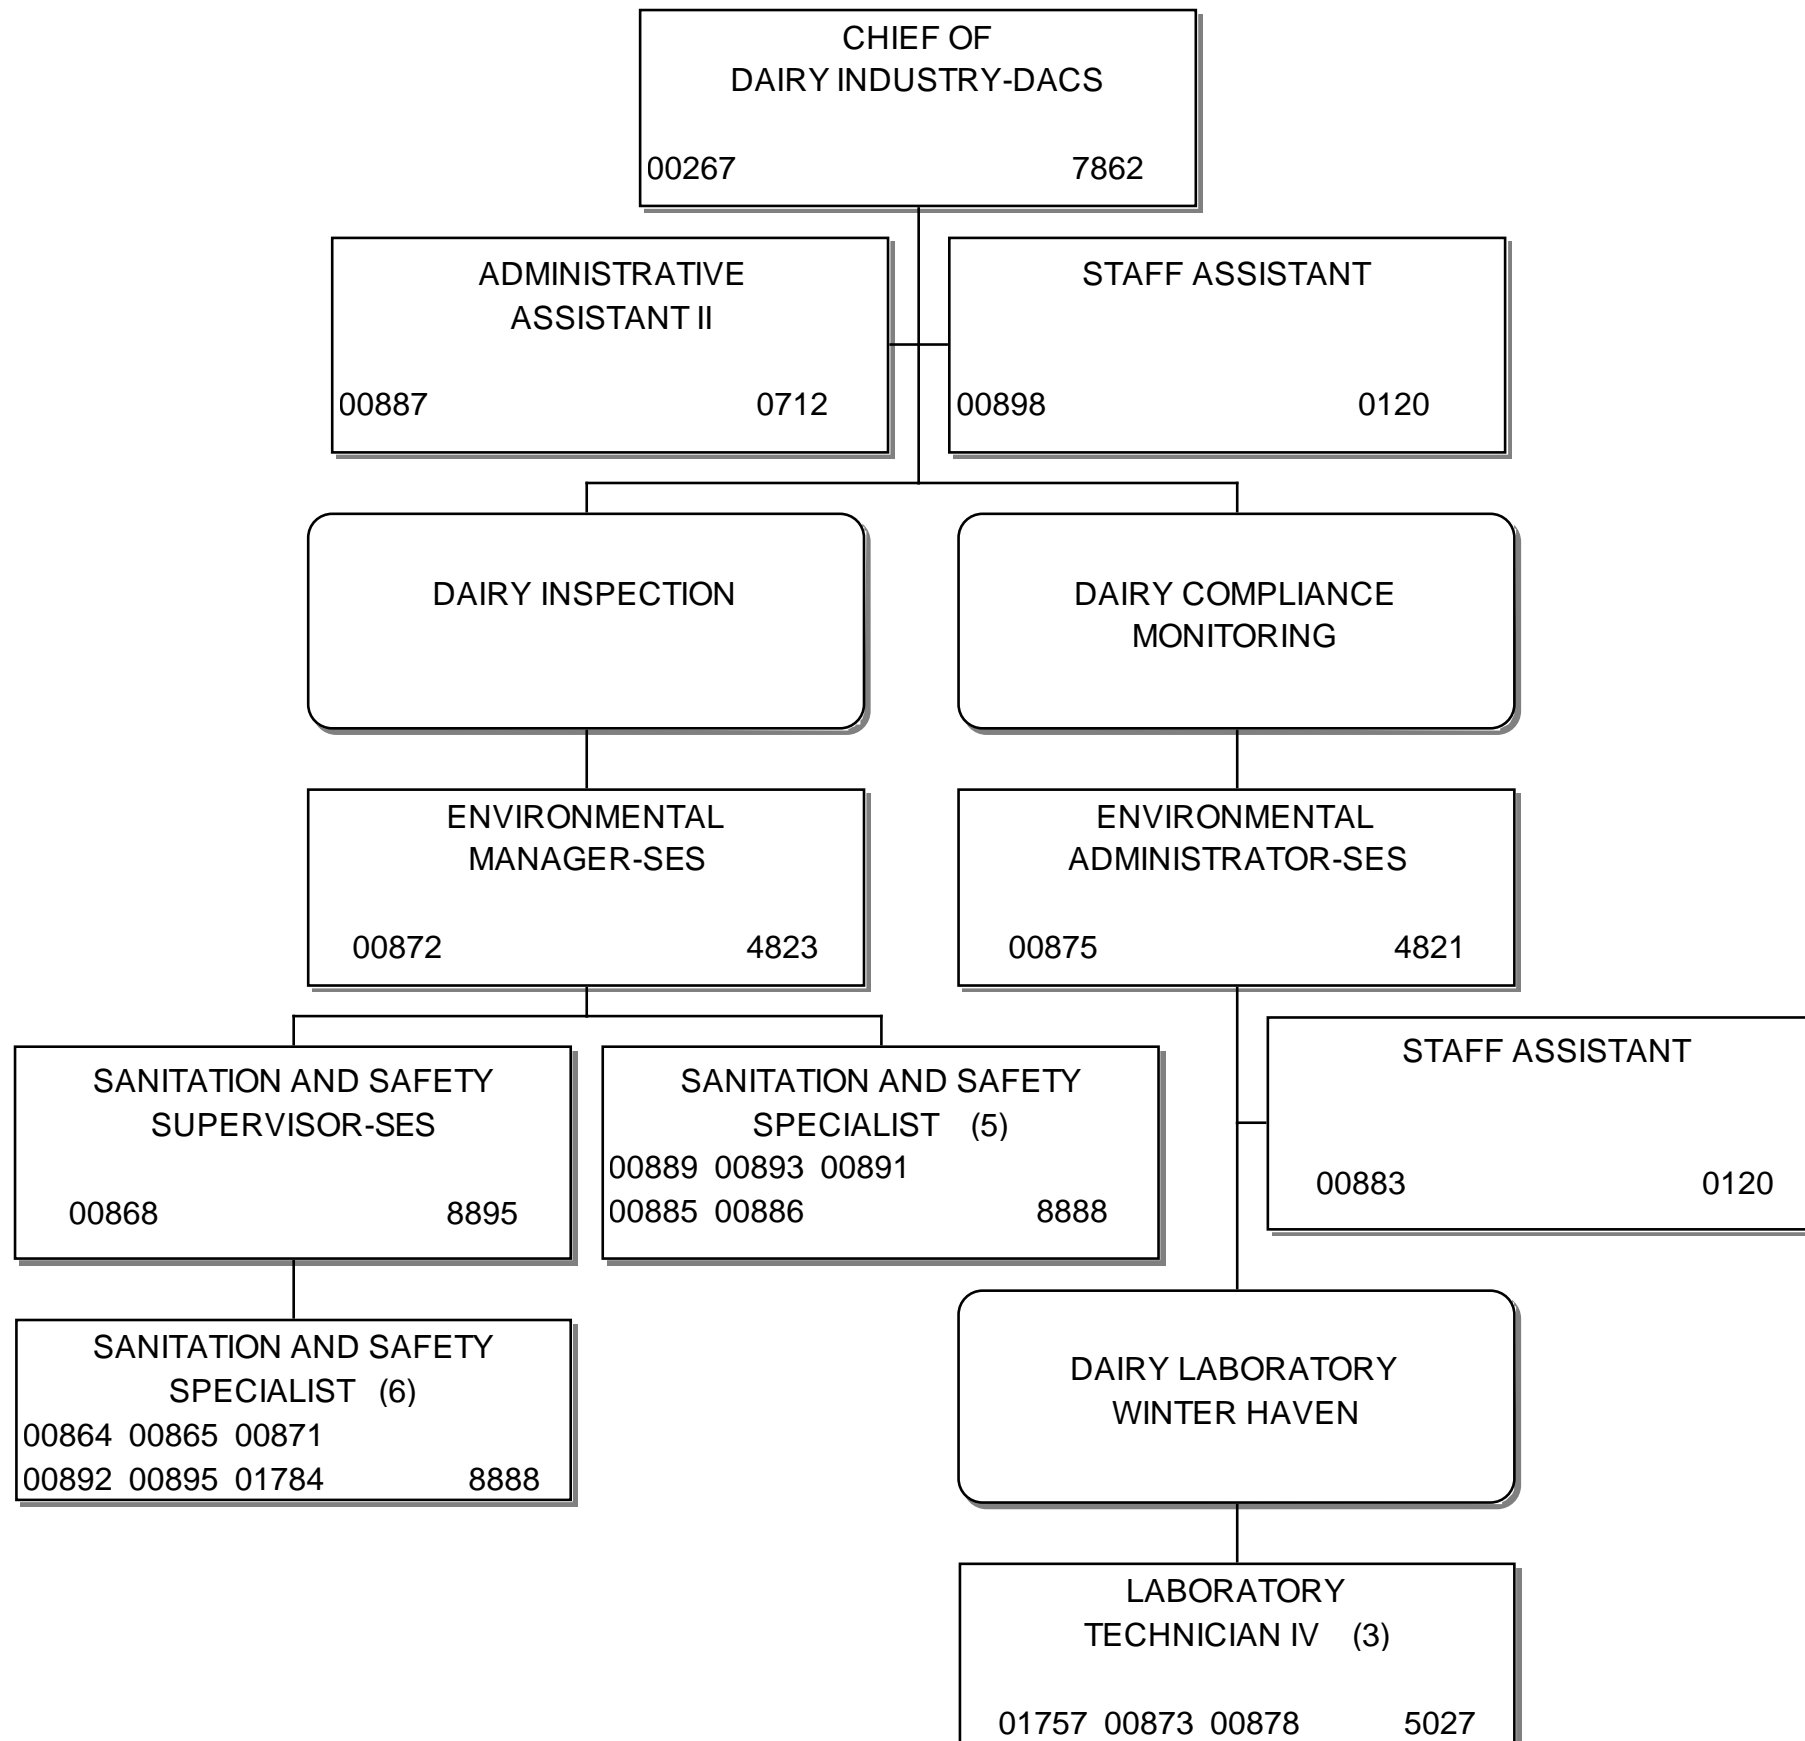 CHIEF OF
DAIRY INDUSTRY-DACS
00267 7862
ADMINISTRATIVE
ASSISTANT II
00887 0712
STAFF ASSISTANT
00898 0120
DAIRY INSPECTION
DAIRY COMPLIANCE
MONITORING
ENVIRONMENTAL
MANAGER-SES
00872 4823
ENVIRONMENTAL
ADMINISTRATOR-SES
00875 4821
SANITATION AND SAFETY
SUPERVISOR-SES
00868 8895
SANITATION AND SAFETY
SPECIALIST (5)
00889 00893 00891
00885 00886 8888
STAFF ASSISTANT
00883 0120
SANITATION AND SAFETY
SPECIALIST (6)
00864 00865 00871
00892 00895 01784 8888
DAIRY LABORATORY
WINTER HAVEN
LABORATORY
TECHNICIAN IV (3)
01757 00873 00878 5027